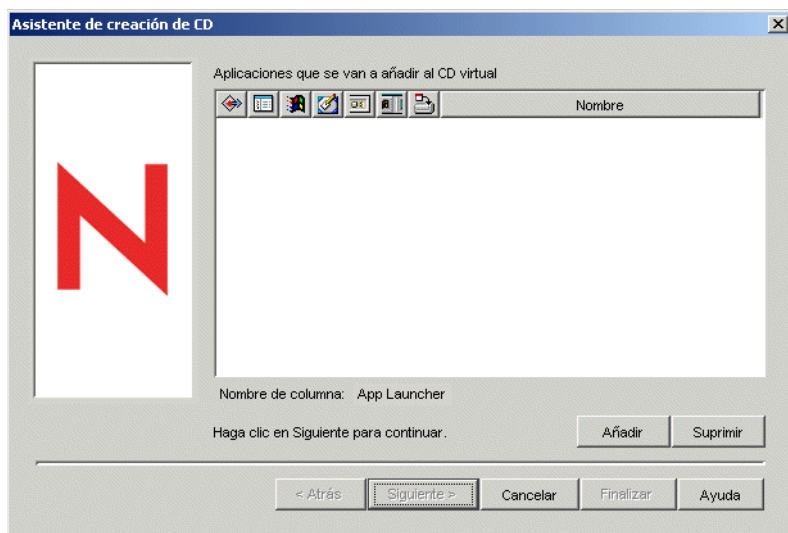 Asistente de creación de CD
Aplicaciones que se van a añadir al CD virtual
Nombre
N
Nombre de columna: App Launcher
Haga clic en Siguiente para continuar.
Añadir
Suprimir
< Atrás
Siguiente >
Cancelar
Finalizar
Ayuda